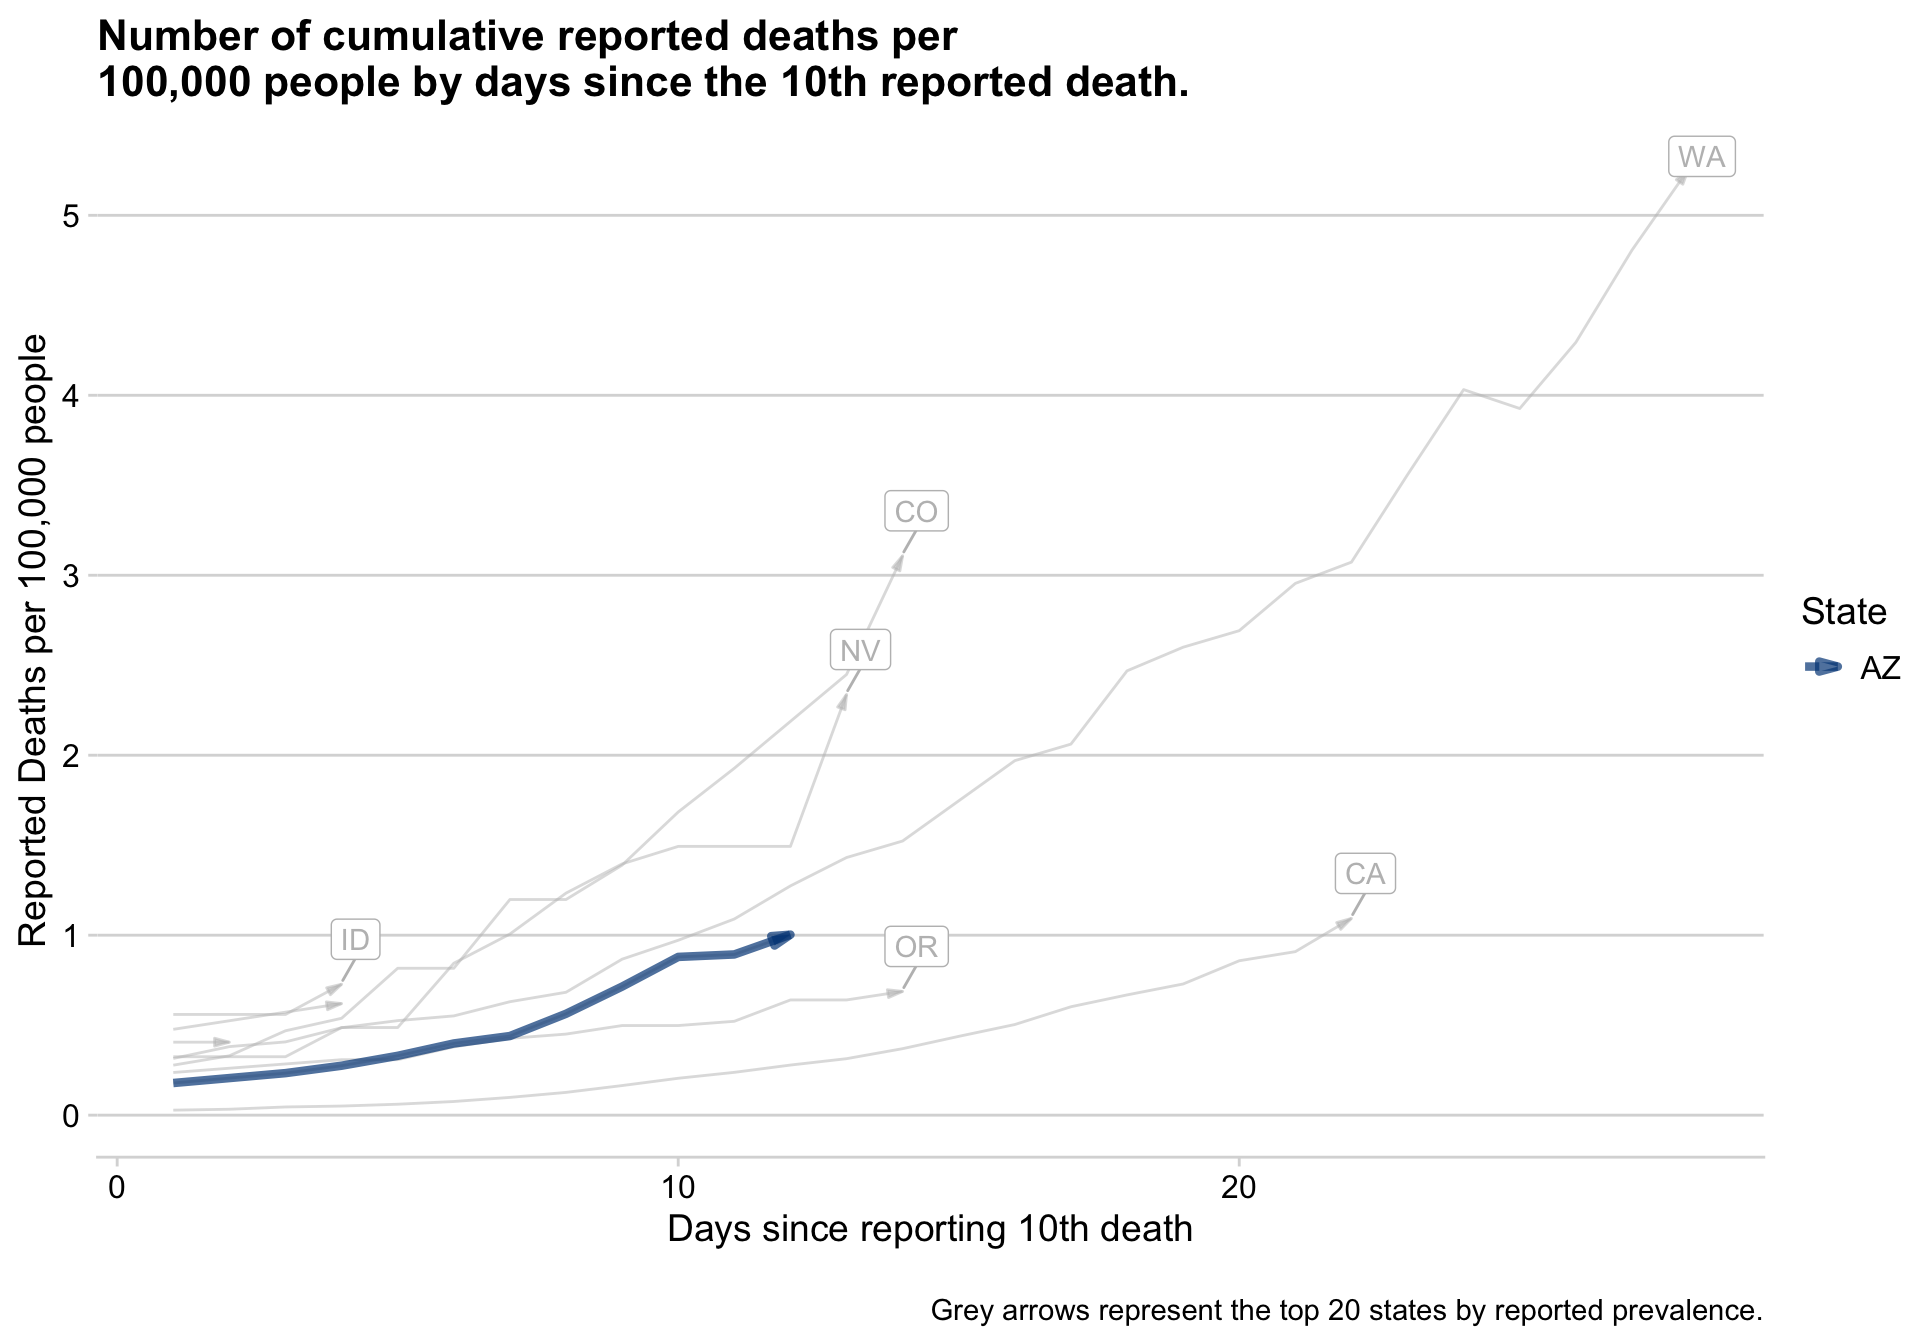 Number of cumulative reported deaths per
100,000 people by days since the 10th reported death.
Reported Deaths per 100,000 people
5
4
3
2
1
0
WA
CO
NV
CA
ID
OR
State
AZ
0
10
20
Days since reporting 10th death
Grey arrows represent the top 20 states by reported prevalence.